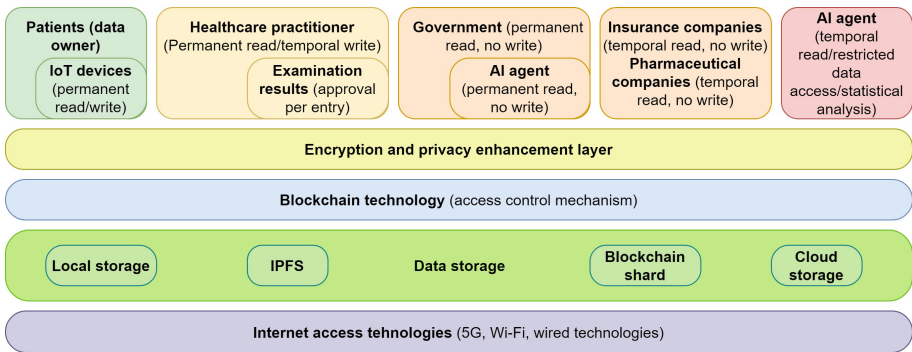 Patients (data
owner)
IoT devices
(permanent
read/write)
Healthcare practitioner
(Permanent read/temporal write)
Examination
results (approval
per entry)
Government (permanent
read, no write)
AI agent
(permanent read,
no write)
Insurance companies
(temporal read, no write)
Pharmaceutical
companies (temporal
read, no write)
AI agent
(temporal
read/restricted
data
access/statistical
analysis)
Encryption and privacy enhancement layer
Blockchain technology (access control mechanism)
Local storage
IPFS
Data storage
Blockchain
shard
Cloud
storage
Internet access tehnologies (5G, Wi-Fi, wired technologies)